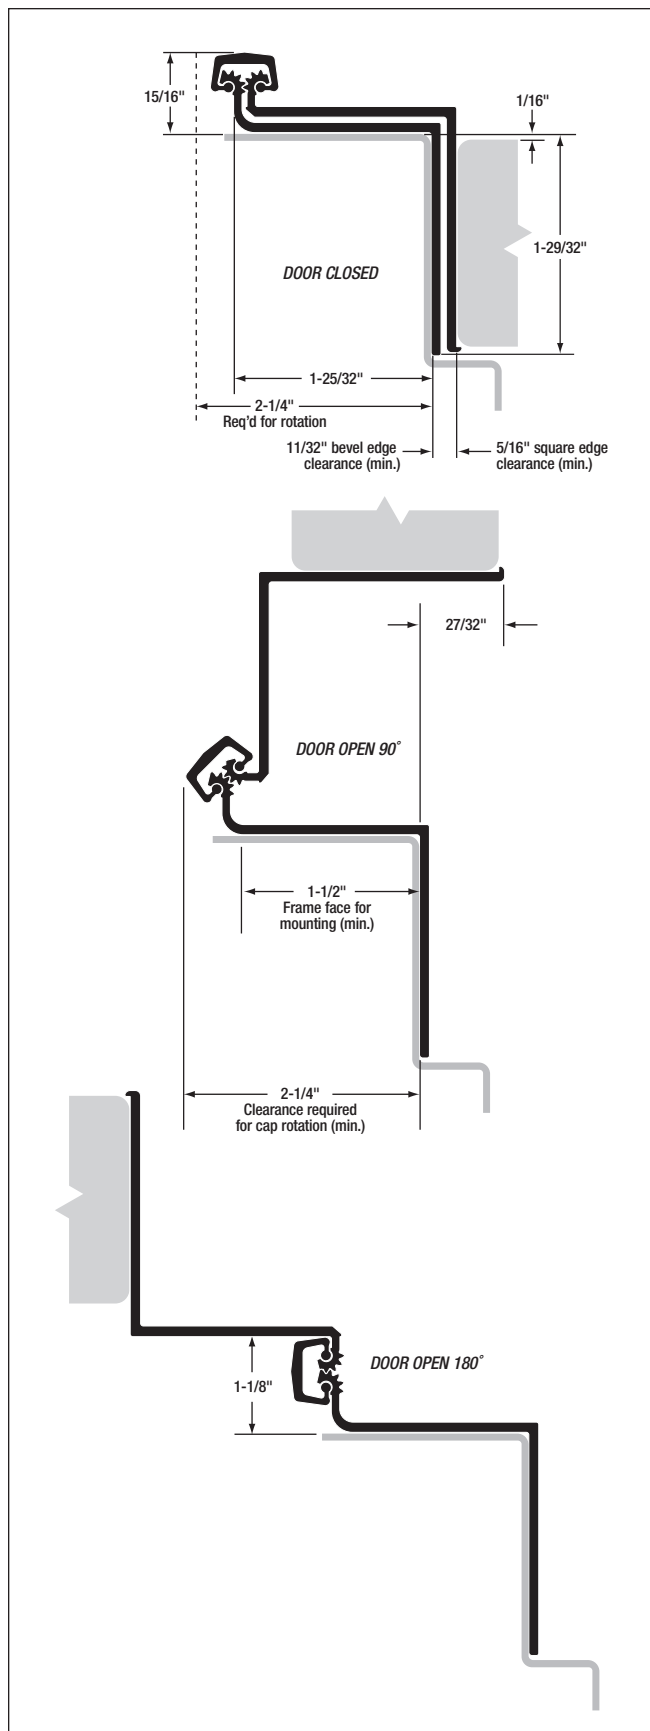 15/16"
1/16"
1-29/32"
DOOR CLOSED
1-25/32"
2-1/4"
Req'd for rotation
11/32" bevel edge
clearance (min.)
5/16" square edge
clearance (min.)
27/32"
DOOR OPEN 90°
1-1/2"
Frame face for
mounting (min.)
2-1/4"
Clearance required
for cap rotation (min.)
DOOR OPEN 180°
1-1/8"